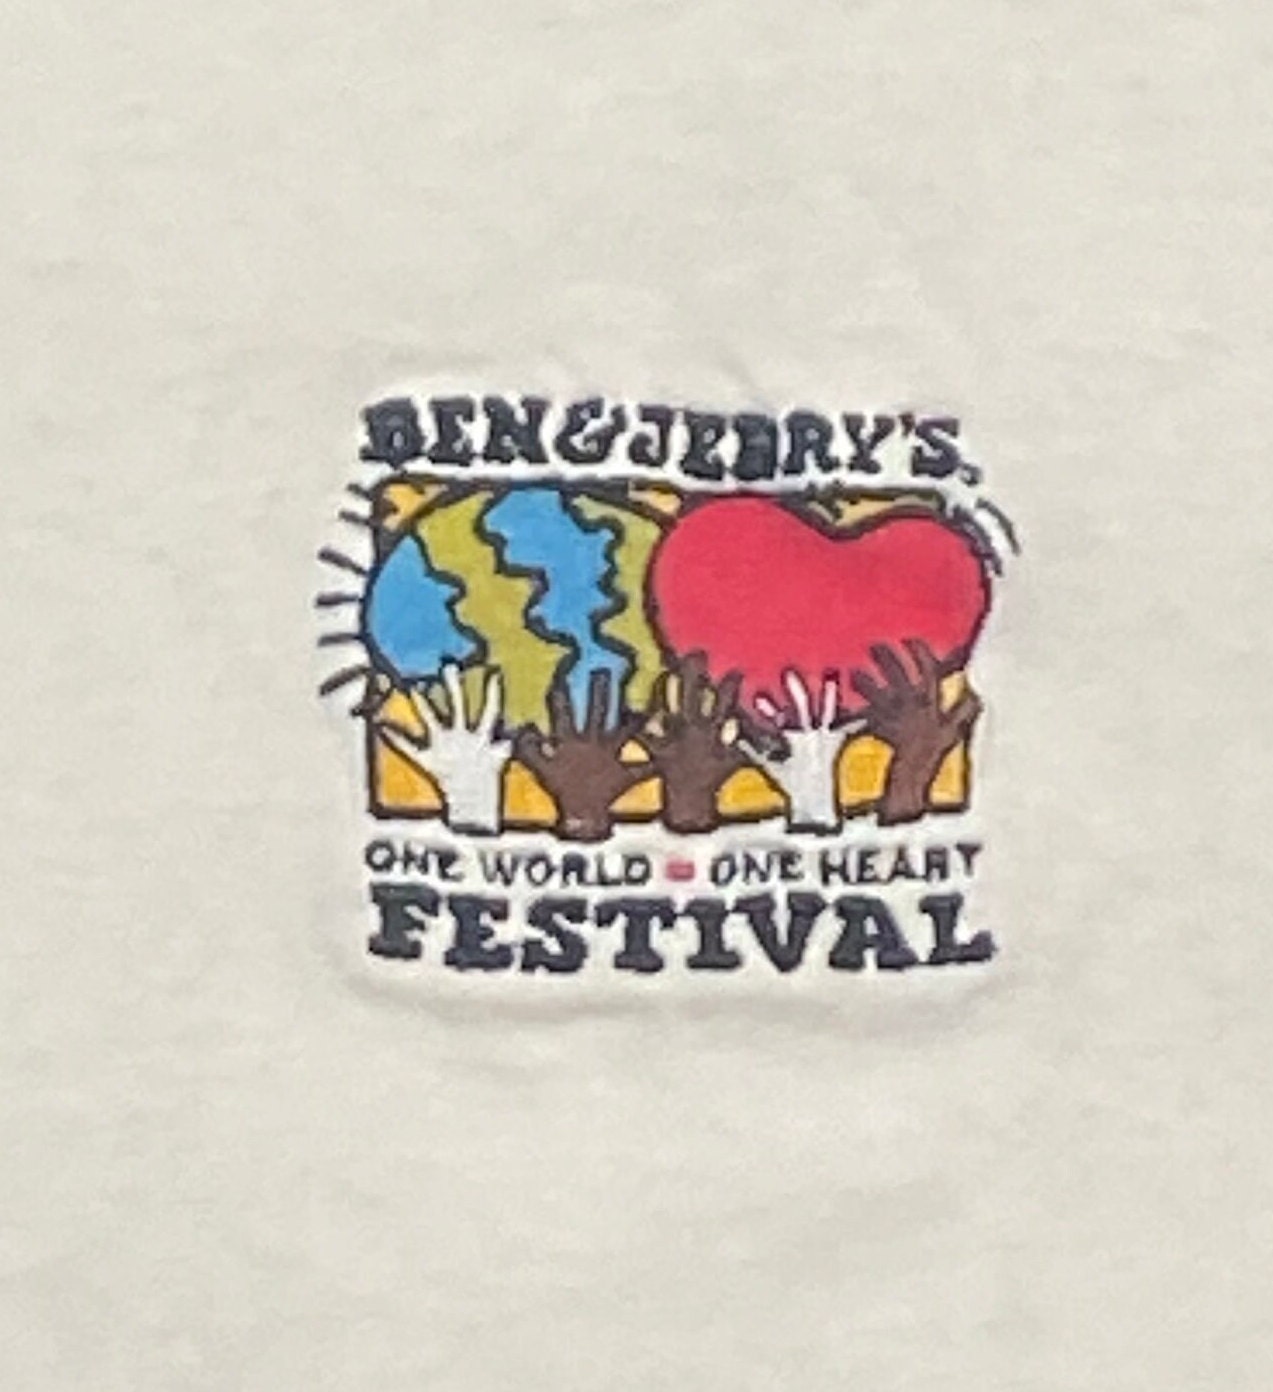 BEN & JERRY'S
ONE WORLD = ONE HEART
FESTIVAL